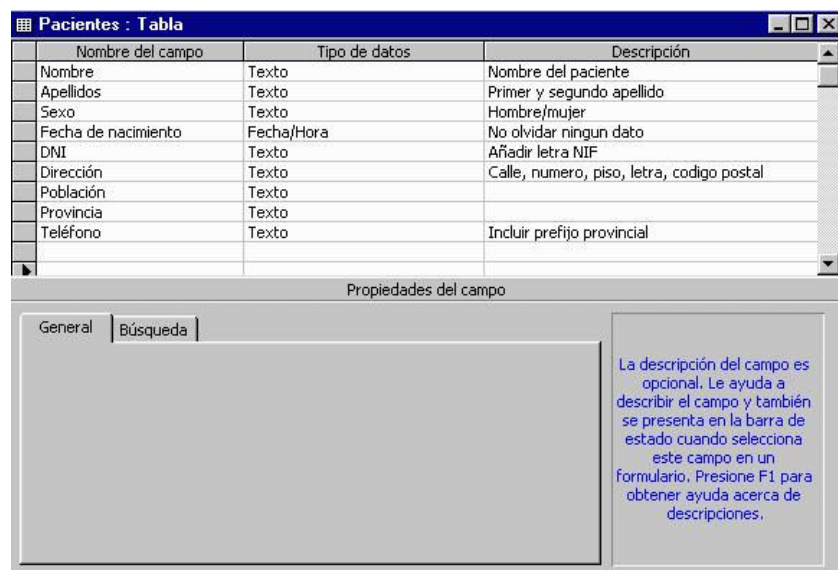 Pacientes : Tabla
Nombre del campo Tipo de datos Descripción
Nombre Texto Nombre del paciente
Apellidos Texto Primer y segundo apellido
Sexo Texto Hombre/mujer
Fecha de nacimiento Fecha/Hora No olvidar ningun dato
DNI Texto Añadir letra NIF
Dirección Texto Calle, numero, piso, letra, codigo postal
Población Texto
Provincia Texto
Teléfono Texto Incluir prefijo provincial
Propiedades del campo
General Búsqueda
La descripción del campo es
opcional. Le ayuda a
describir el campo y también
se presenta en la barra de
estado cuando selecciona
este campo en un
formulario. Presione F1 para
obtener ayuda acerca de
descripciones.